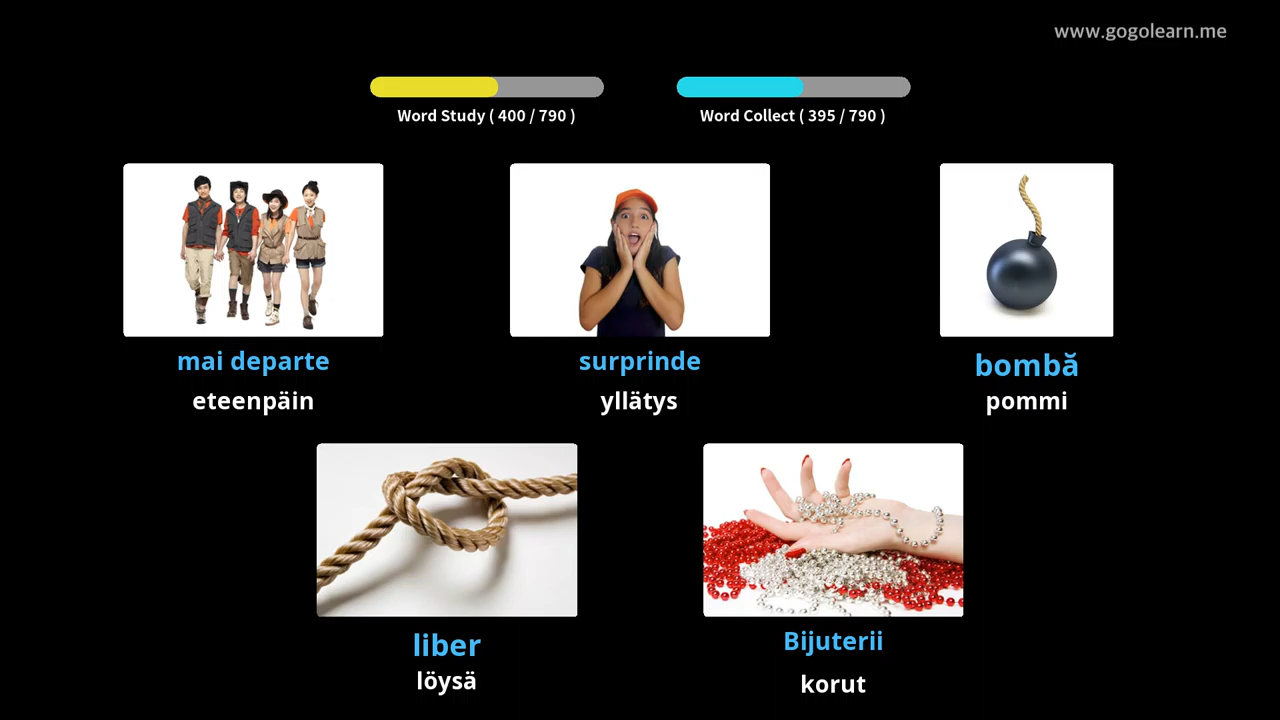 www.gogolearn.me
Word Study ( 400 / 790 )
Word Collect ( 395 / 790 )
mai departe
eteenpäin
surprinde
yllätys
bombă
pommi
liber
löysä
Bijuterii
korut